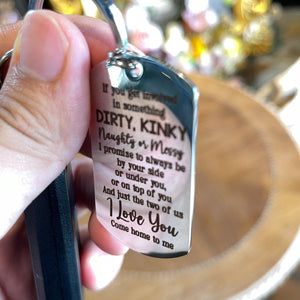 If you get involved
in something
DIRTY, KINKY
Naughty or Messy
I promise to always be
by your side
or under you,
or on top of you
And just the two of us
I Love You
Come home to me